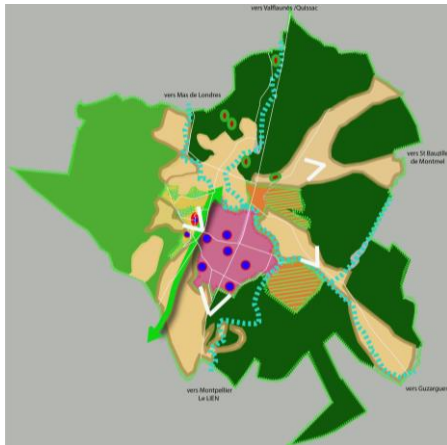 vers Valflaunès /Quissac
vers Mas de Londres
vers St Bauzille
de Montmel
vers Guzargues
vers Montpellier
Le LIEN